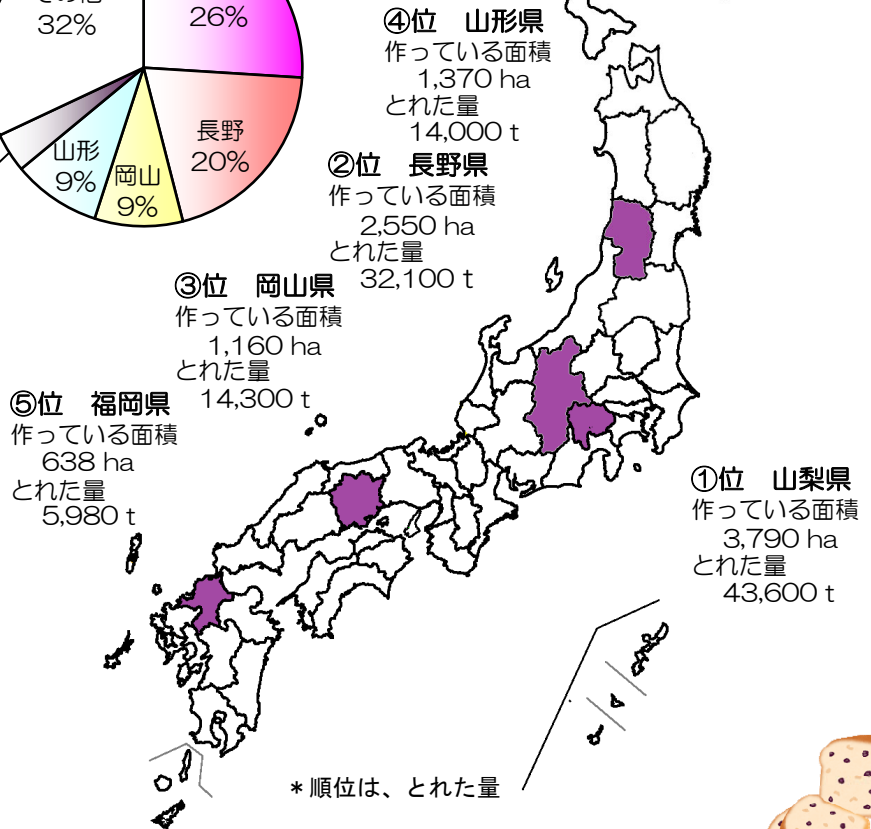 32%
26%
長野
20%
岡山
9%
山形
9%
④位　山形県
作っている面積
1,370 ha
とれた量
14,000 t
②位　長野県
作っている面積
2,550 ha
とれた量
32,100 t
③位　岡山県
作っている面積
1,160 ha
とれた量
14,300 t
⑤位　福岡県
作っている面積
638 ha
とれた量
5,980 t
①位　山梨県
作っている面積
3,790 ha
とれた量
43,600 t
*順位は、とれた量